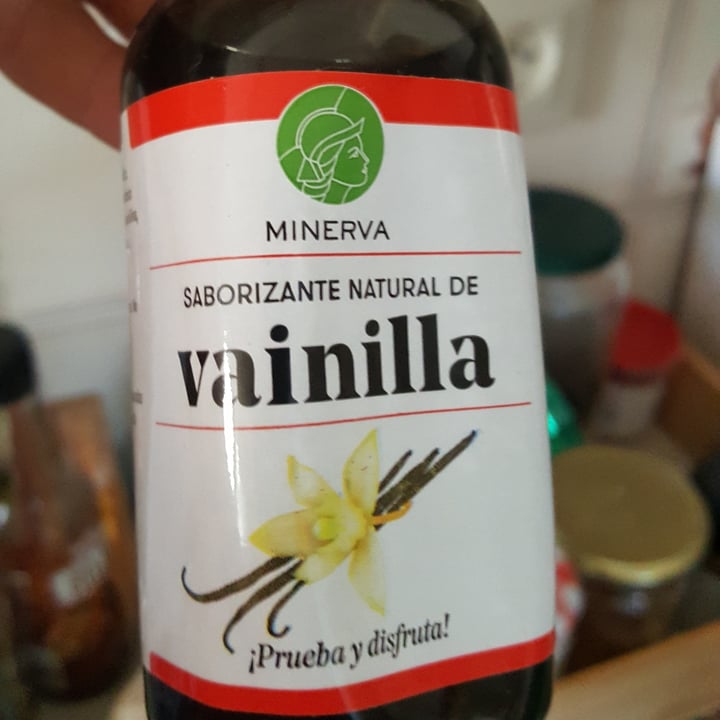 MINERVA
SABORIZANTE NATURAL DE
vainilla
¡Prueba y disfruta!